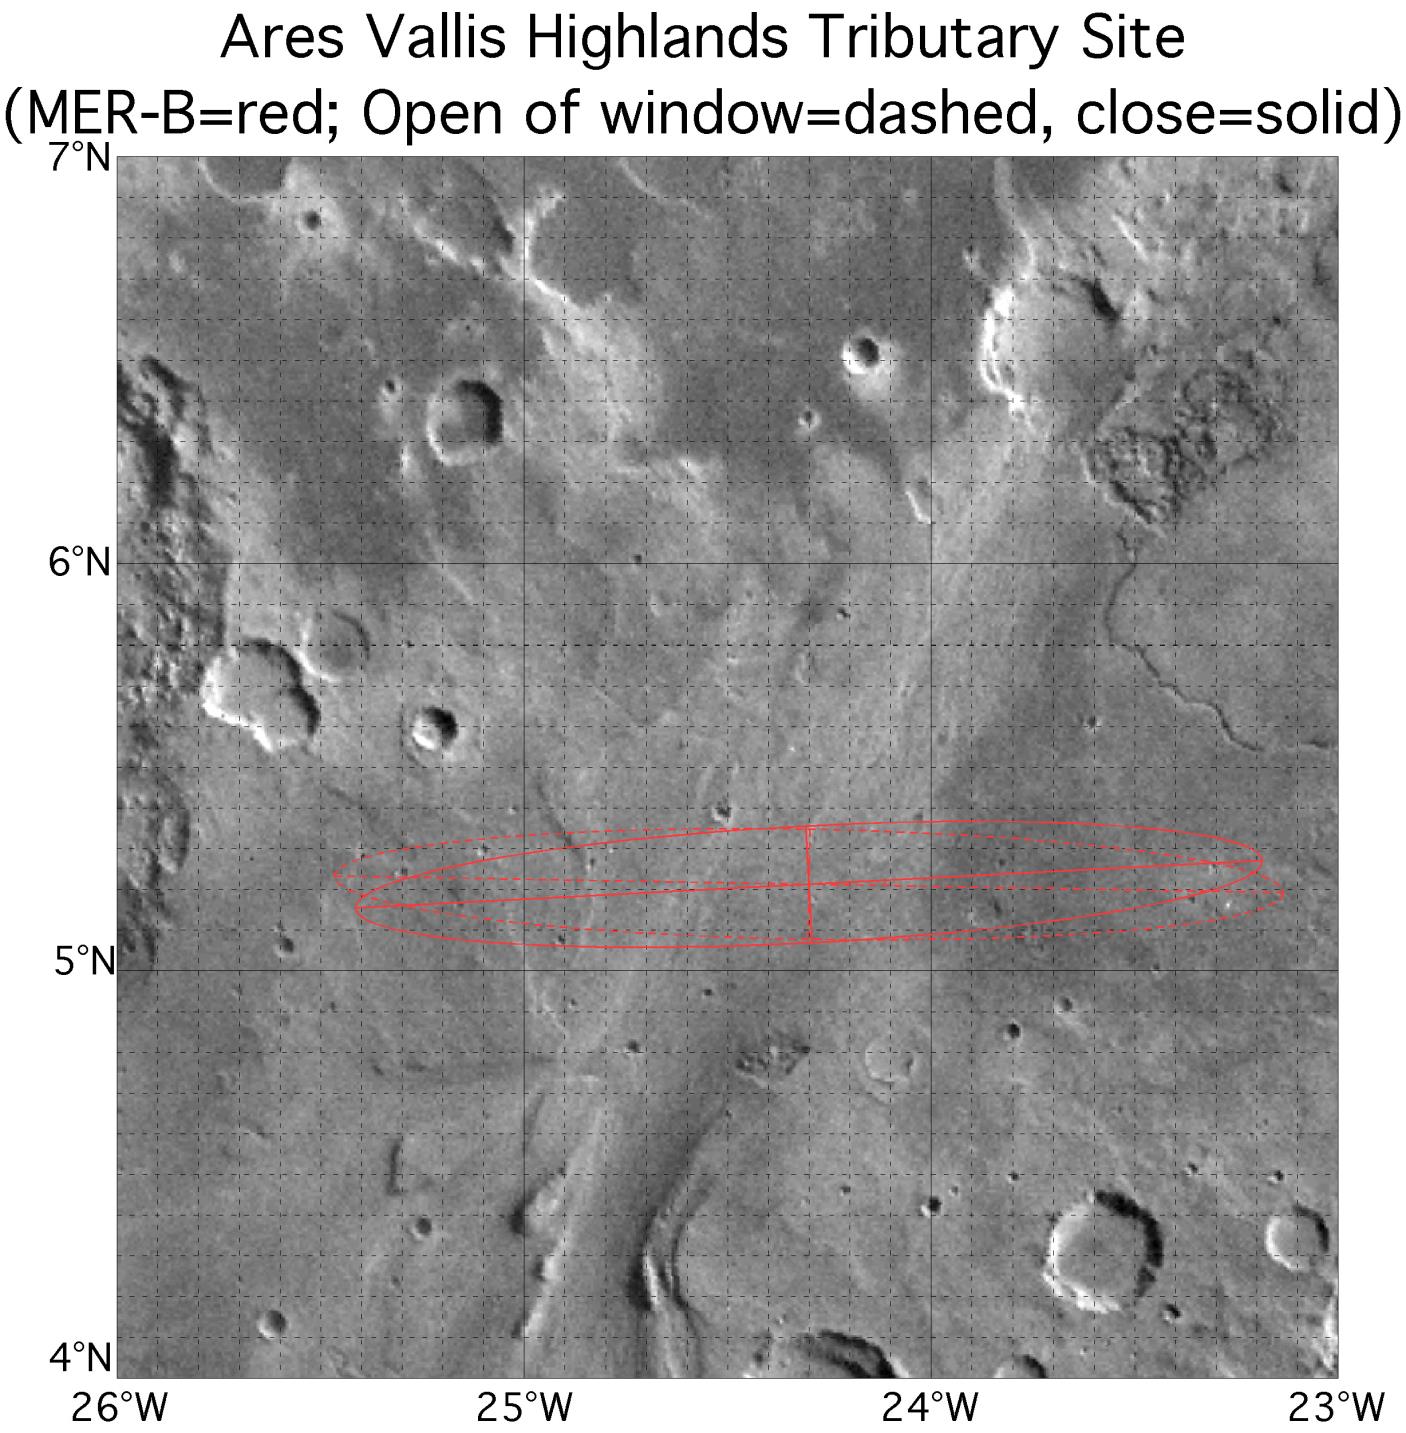 Ares Vallis Highlands Tributary Site
(MER-B=red; Open of window=dashed, close=solid)
7°N
6°N
5°N
4°N
26°W 25°W 24°W 23°W